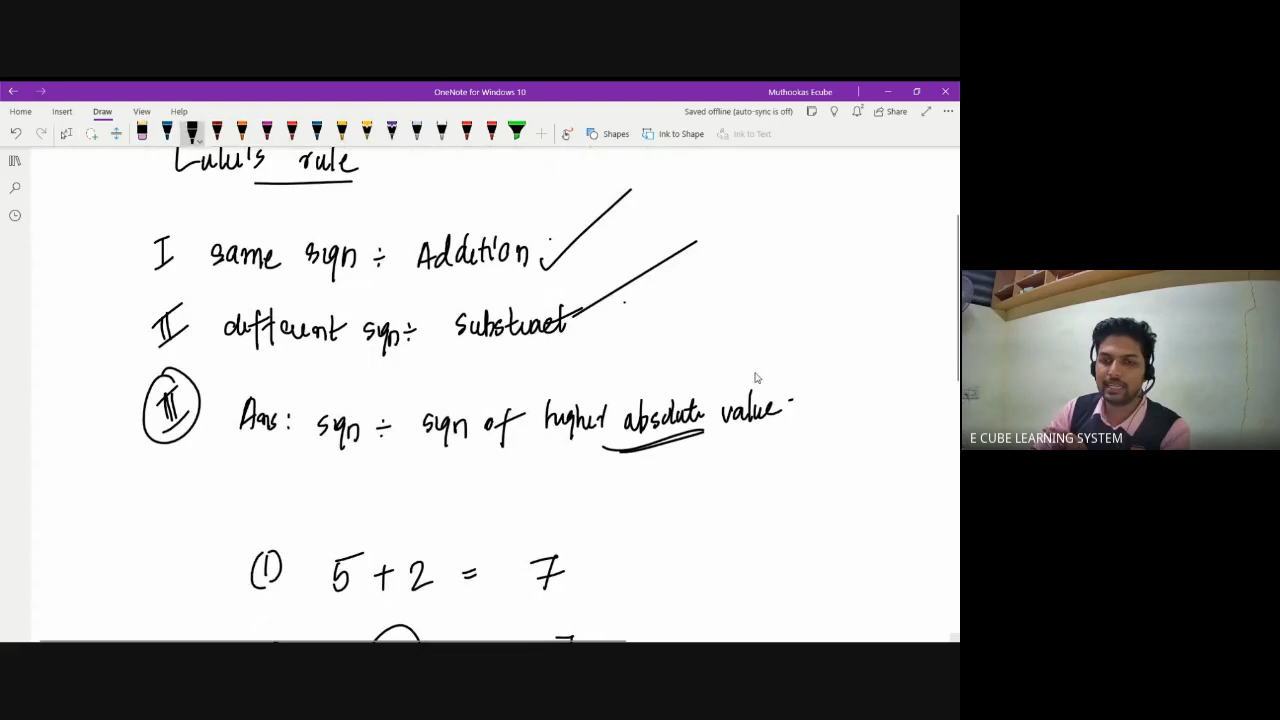 OneNote for Windows 10
Muthookas Ecube
Home Insert Draw View Help
Saved offline (auto-sync is off)
Share
Shapes
Ink to Shape
Ink to Text
Lulu's rule
I same sign ÷ Addition
II different sign ÷ Substract
III Ans: sign ÷ sign of higher absolute value
(1) 5 + 2 = 7
E CUBE LEARNING SYSTEM